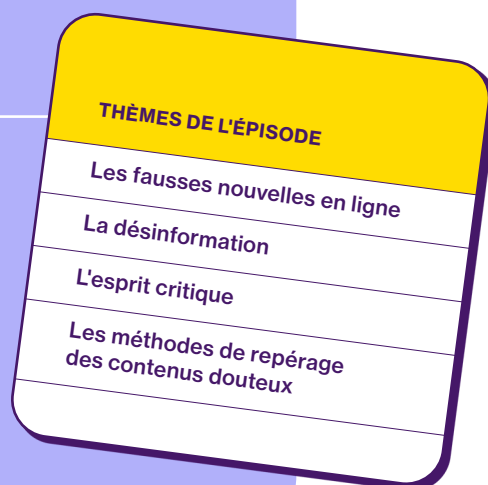 THÈMES DE L'ÉPISODE
Les fausses nouvelles en ligne
La désinformation
L'esprit critique
Les méthodes de repérage
des contenus douteux